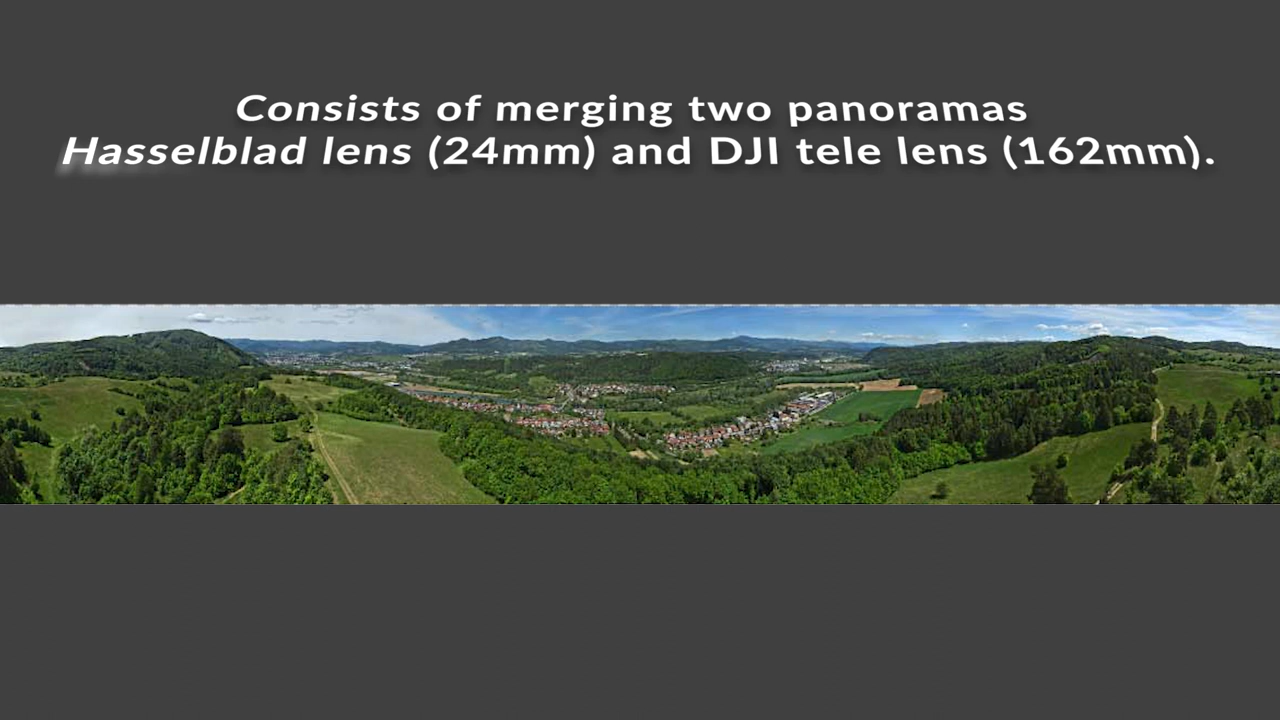 Consists of merging two panoramas
Hasselblad lens (24mm) and DJI tele lens (162mm).